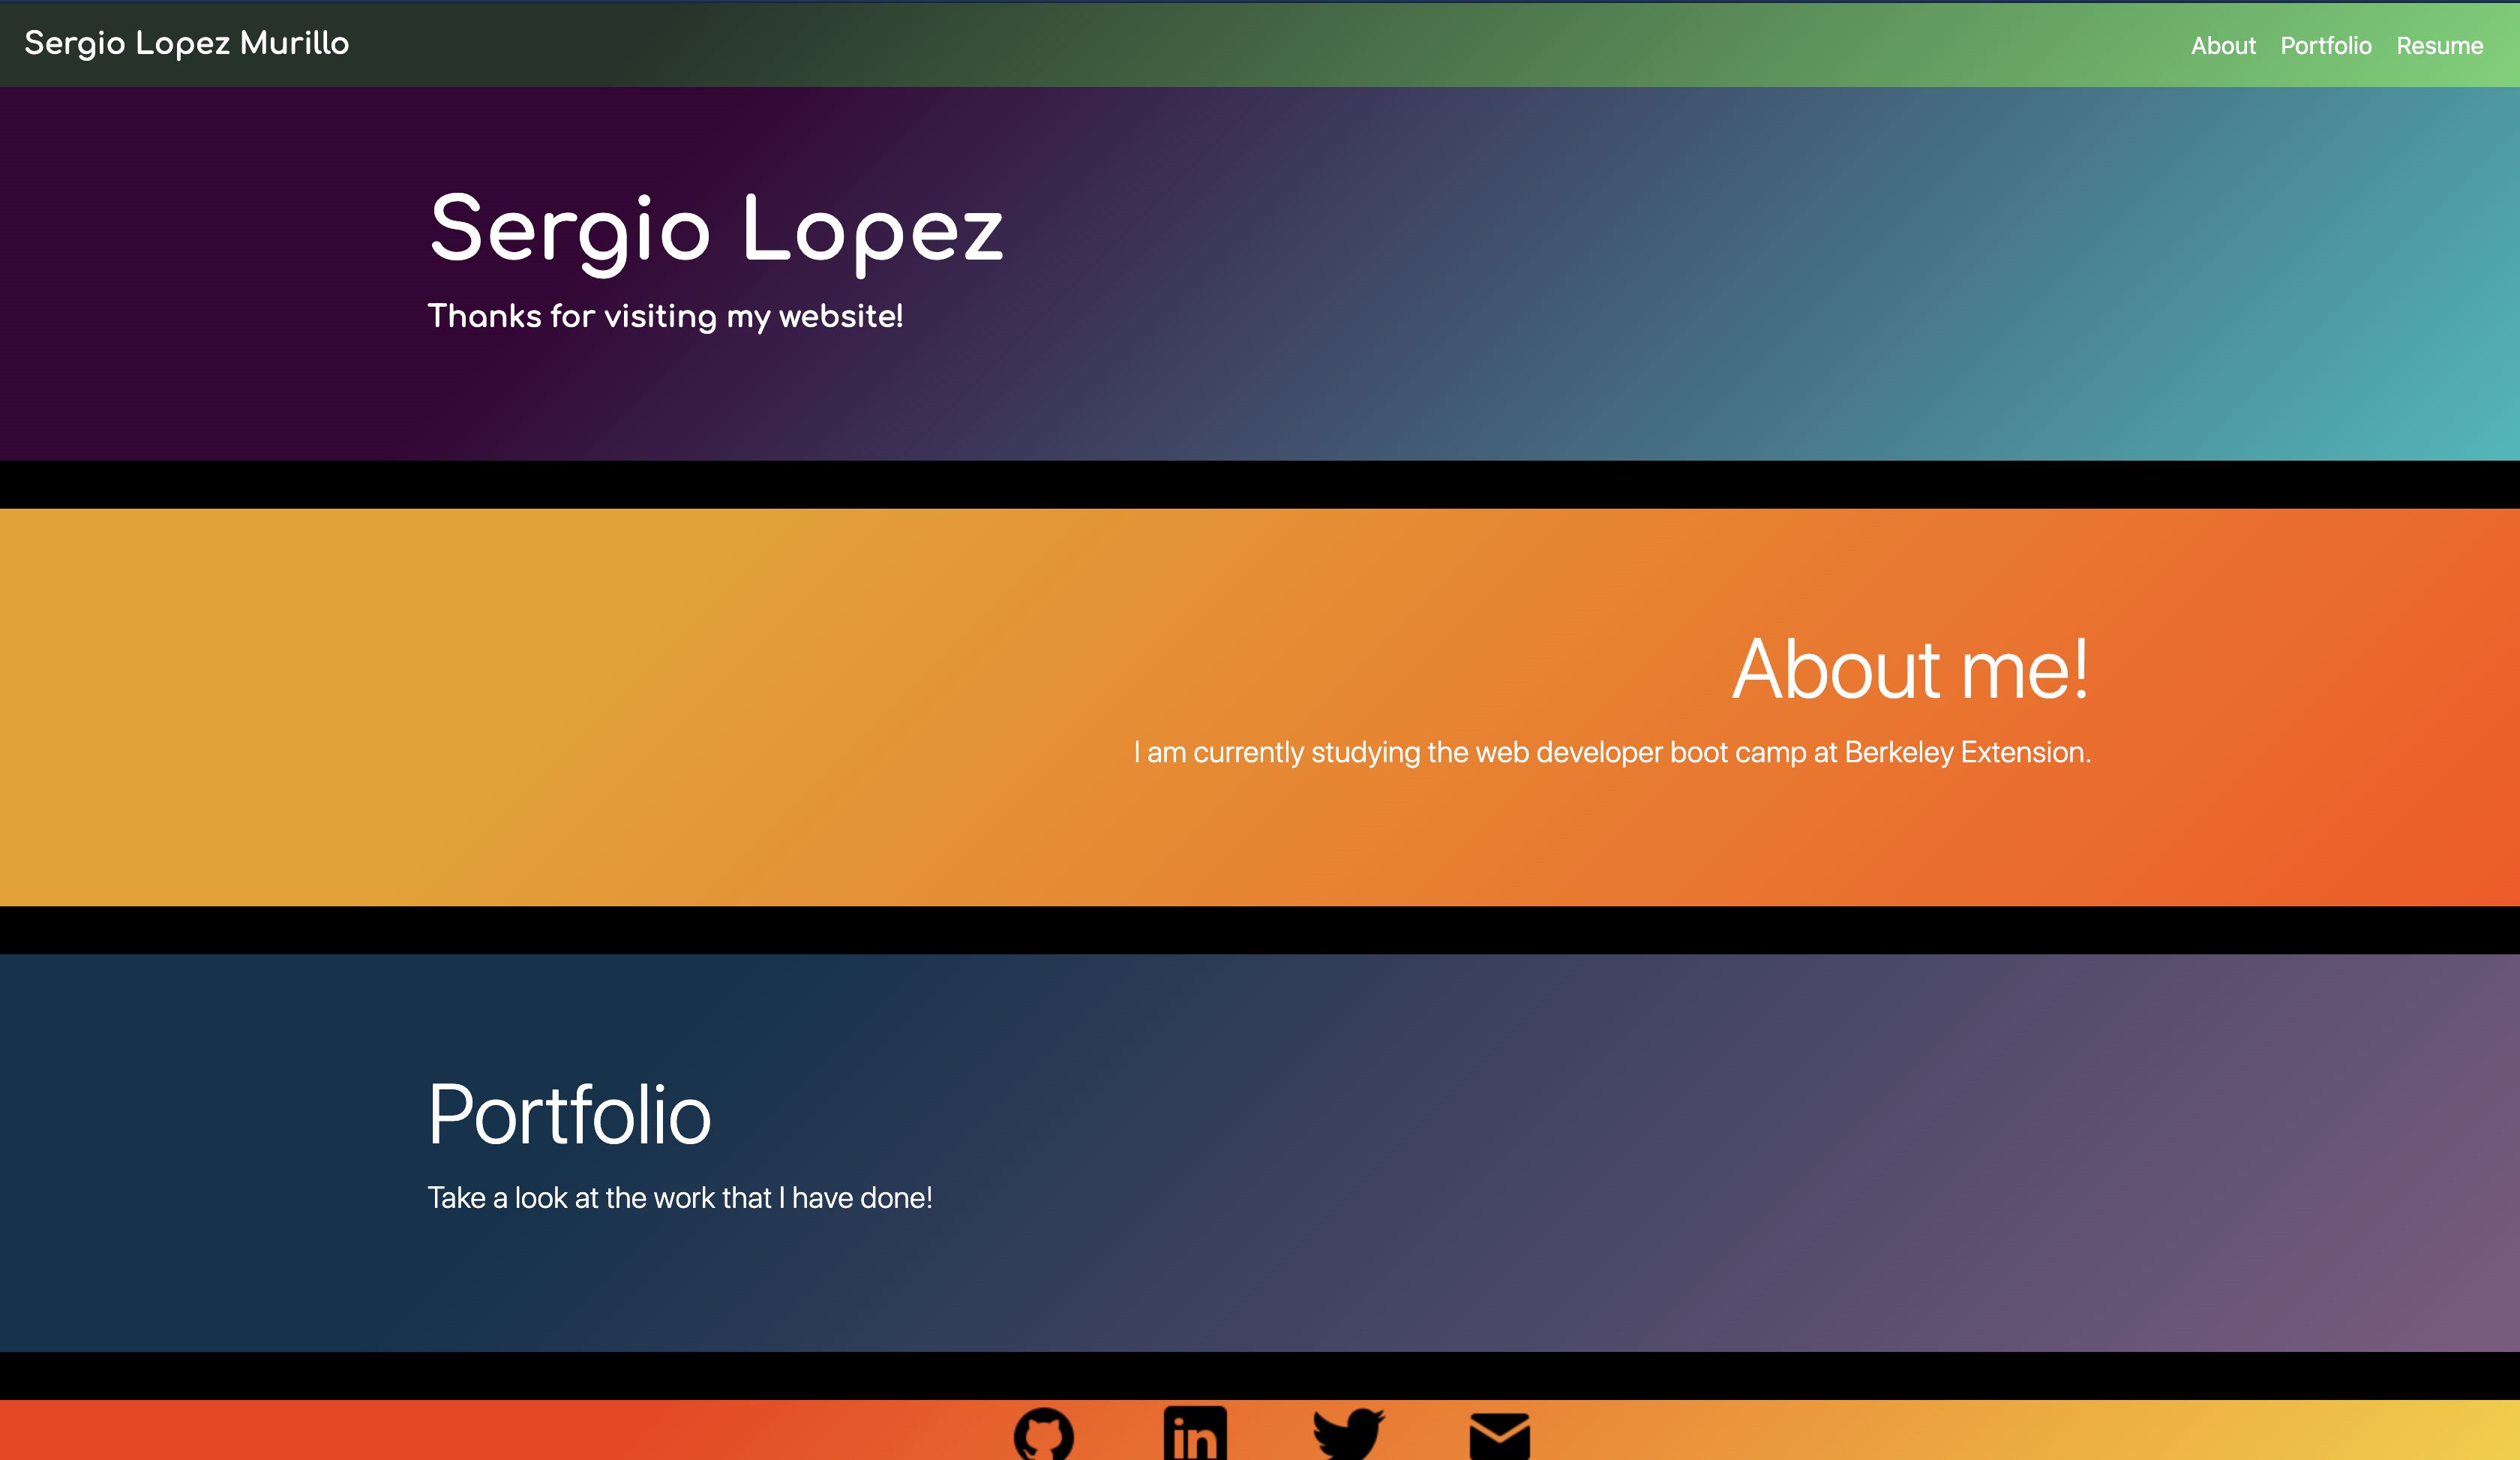 Sergio Lopez Murillo
About Portfolio Resume
Sergio Lopez
Thanks for visiting my website!
About me!
I am currently studying the web developer boot camp at Berkeley Extension.
Portfolio
Take a look at the work that I have done!
in